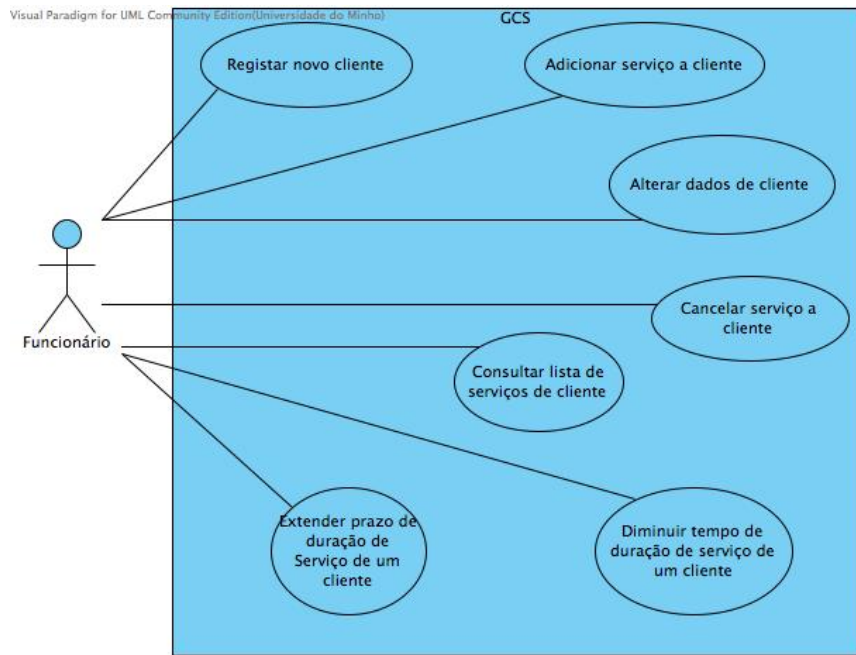 Visual Paradigm for UML Community Edition(Universidade do Minho)
GCS
Registar novo cliente
Adicionar serviço a cliente
Alterar dados de cliente
Cancelar serviço a
cliente
Funcionário
Consultar lista de
serviços de cliente
Extender prazo de
duração de
Serviço de um
cliente
Diminuir tempo de
duração de serviço de
um cliente